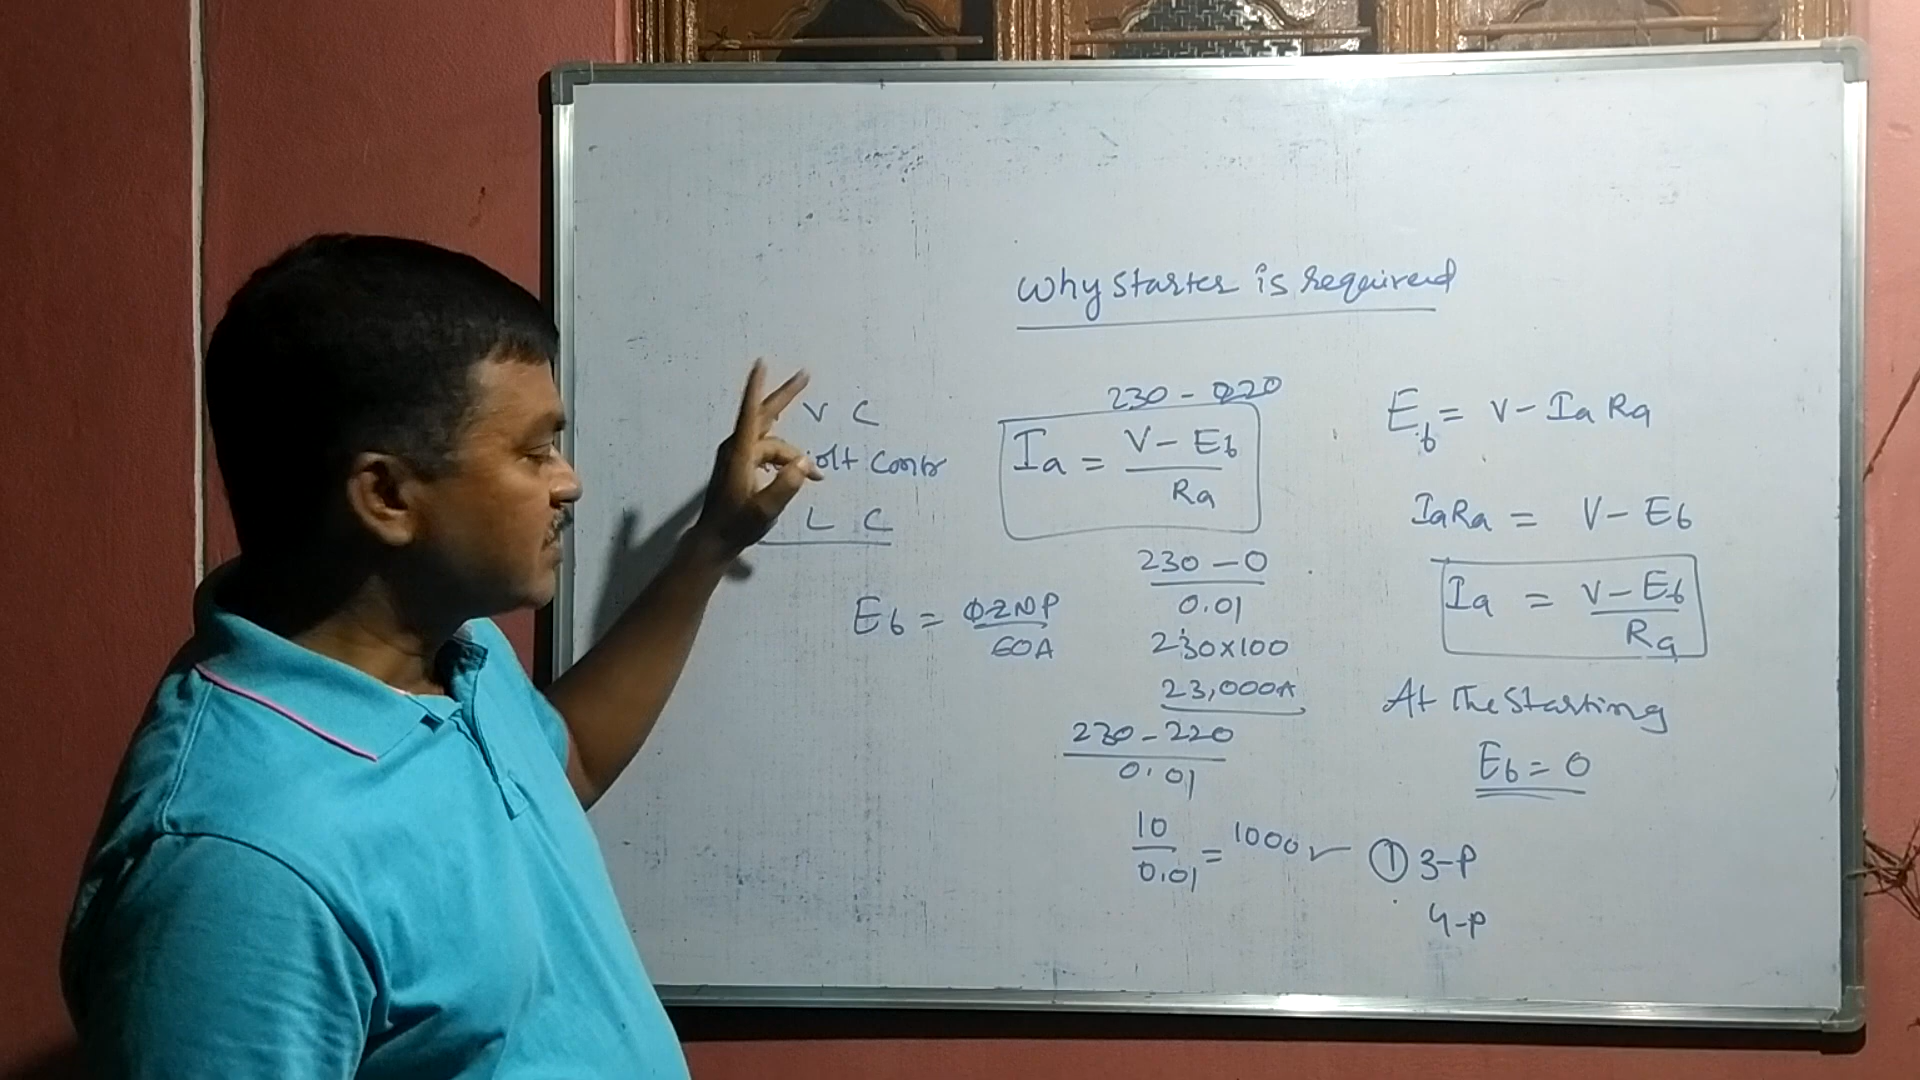 Why starter is required
V C
olt Contr
L C
Eb = ΦZNP / 60A
230 - 220
Ia = V - Eb / Ra
230 - 0 / 0.01
230x100
23,000A
230 - 220 / 0.01
10 / 0.01 = 1000 ✓
Eb = V - Ia Ra
IaRa = V - Eb
Ia = V - Eb / Ra
At The Starting
Eb = 0
① 3-P
4-P